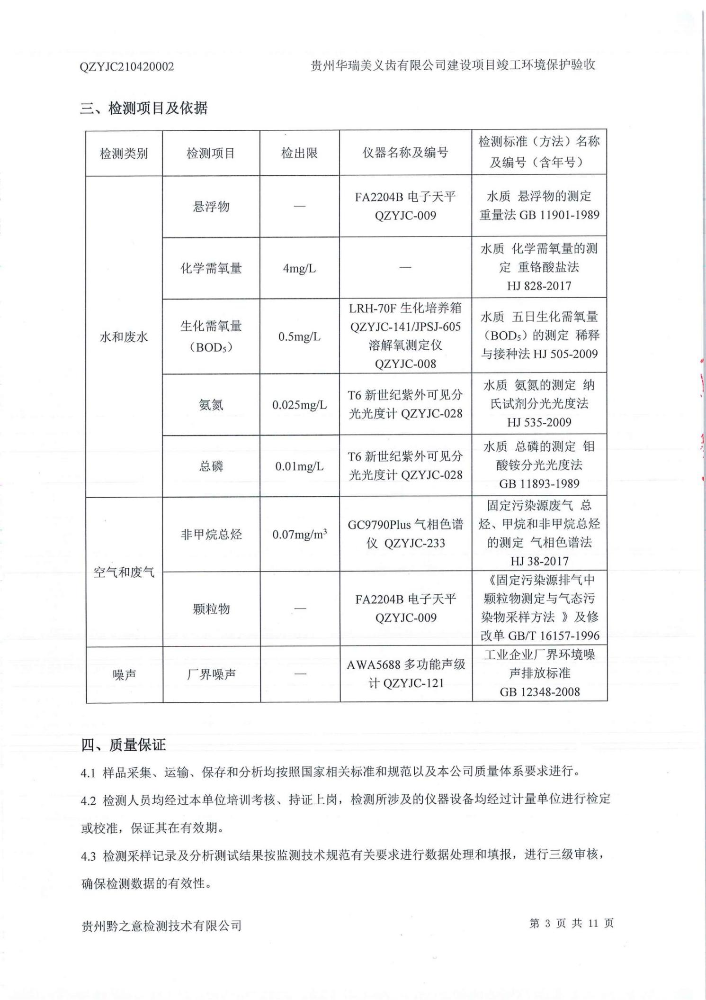 QZYJC210420002
贵州华瑞美义齿有限公司建设项目竣工环境保护验收
三、检测项目及依据
检测类别
检测项目
检出限
仪器名称及编号
检测标准（方法）名称
及编号（含年号）
水和废水
悬浮物
—
FA2204B 电子天平
QZYJC-009
水质 悬浮物的测定
重量法 GB 11901-1989
化学需氧量
4mg/L
—
水质 化学需氧量的测
定 重铬酸盐法
HJ 828-2017
生化需氧量
（BOD₅）
0.5mg/L
LRH-70F 生化培养箱
QZYJC-141/JPSJ-605
溶解氧测定仪
QZYJC-008
水质 五日生化需氧量
（BOD₅）的测定 稀释
与接种法 HJ 505-2009
氨氮
0.025mg/L
T6 新世纪紫外可见分
光光度计 QZYJC-028
水质 氨氮的测定 纳
氏试剂分光光度法
HJ 535-2009
总磷
0.01mg/L
T6 新世纪紫外可见分
光光度计 QZYJC-028
水质 总磷的测定 钼
酸铵分光光度法
GB 11893-1989
空气和废气
非甲烷总烃
0.07mg/m³
GC9790Plus 气相色谱
仪 QZYJC-233
固定污染源废气 总
烃、甲烷和非甲烷总烃
的测定 气相色谱法
HJ 38-2017
颗粒物
—
FA2204B 电子天平
QZYJC-009
《固定污染源排气中
颗粒物测定与气态污
染物采样方法 》及修
改单 GB/T 16157-1996
噪声
厂界噪声
—
AWA5688 多功能声级
计 QZYJC-121
工业企业厂界环境噪
声排放标准
GB 12348-2008
四、质量保证
4.1 样品采集、运输、保存和分析均按照国家相关标准和规范以及本公司质量体系要求进行。
4.2 检测人员均经过本单位培训考核、持证上岗，检测所涉及的仪器设备均经过计量单位进行检定
或校准，保证其在有效期。
4.3 检测采样记录及分析测试结果按监测技术规范有关要求进行数据处理和填报，进行三级审核，
确保检测数据的有效性。
贵州黔之意检测技术有限公司
第 3 页 共 11 页